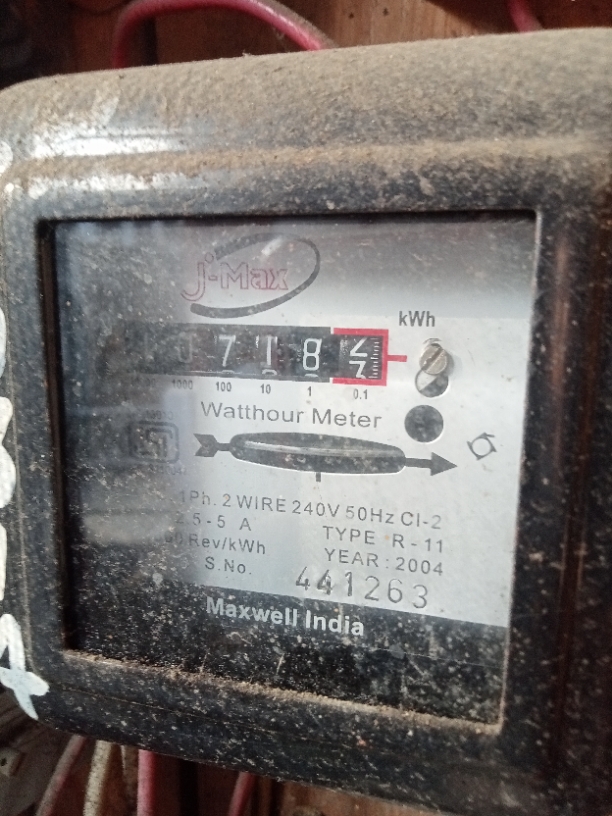 J-Max
kWh
0 7 1 8 2
1000 100 10 1 0.1
Watthour Meter
1Ph. 2 WIRE 240V 50Hz Cl-2
2.5 - 5 A TYPE R - 11
Rev/kWh YEAR : 2004
S.No. 441263
Maxwell India